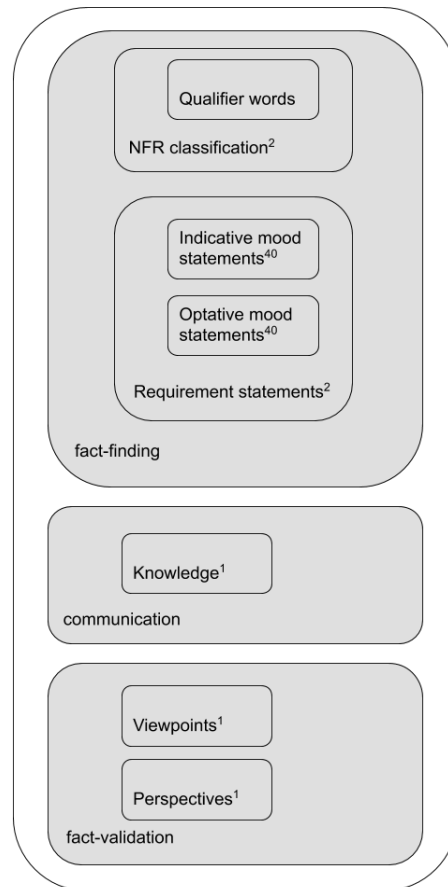 Qualifier words
NFR classification²
Indicative mood
statements⁴⁰
Optative mood
statements⁴⁰
Requirement statements²
fact-finding
Knowledge¹
communication
Viewpoints¹
Perspectives¹
fact-validation